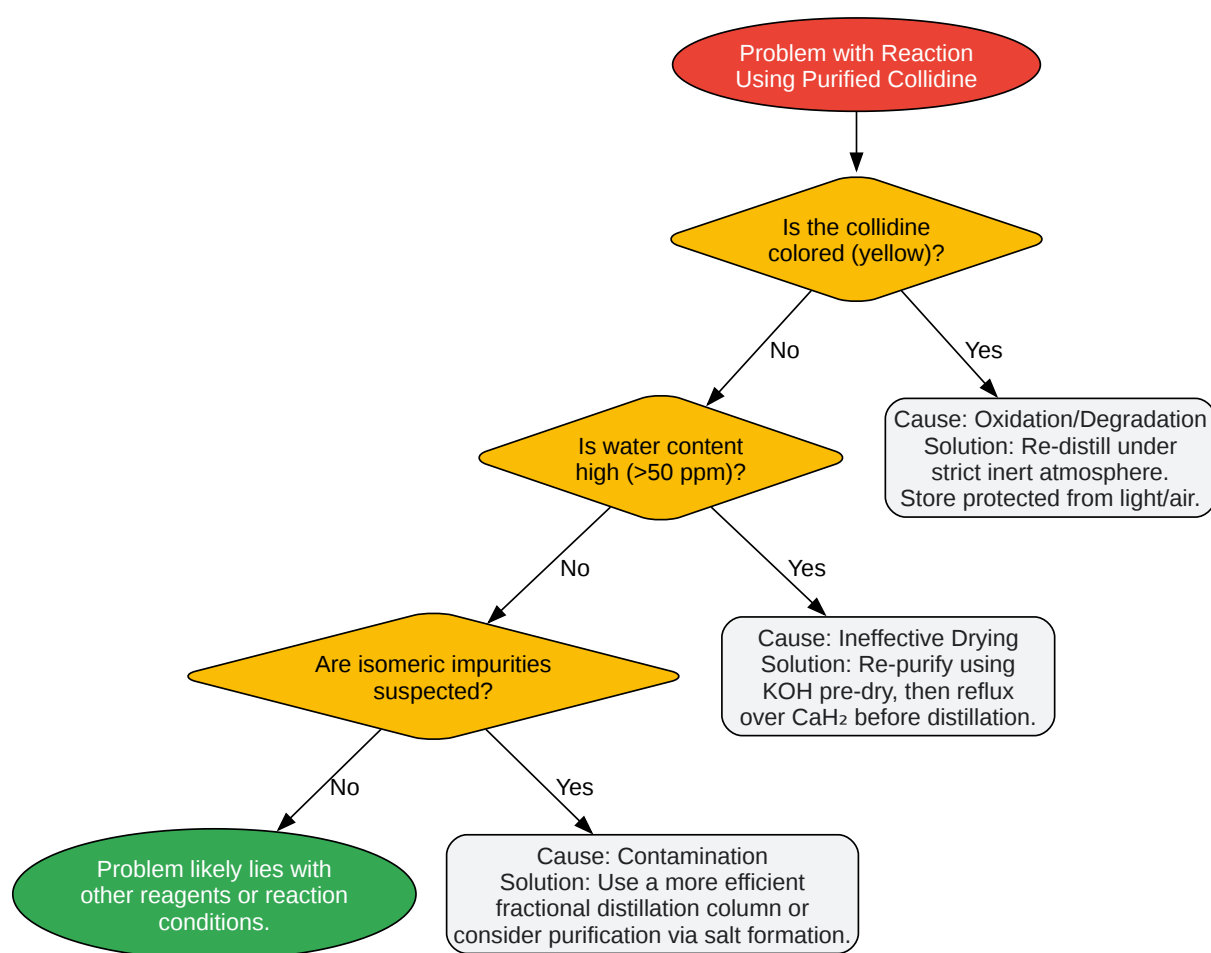 Problem with Reaction
Using Purified Collidine
Is the collidine
colored (yellow)?
No
Yes
Is water content
high (>50 ppm)?
Cause: Oxidation/Degradation
Solution: Re-distill under
strict inert atmosphere.
Store protected from light/air.
No
Yes
Are isomeric impurities
suspected?
Cause: Ineffective Drying
Solution: Re-purify using
KOH pre-dry, then reflux
over CaH₂ before distillation.
No
Yes
Problem likely lies with
other reagents or reaction
conditions.
Cause: Contamination
Solution: Use a more efficient
fractional distillation column or
consider purification via salt formation.